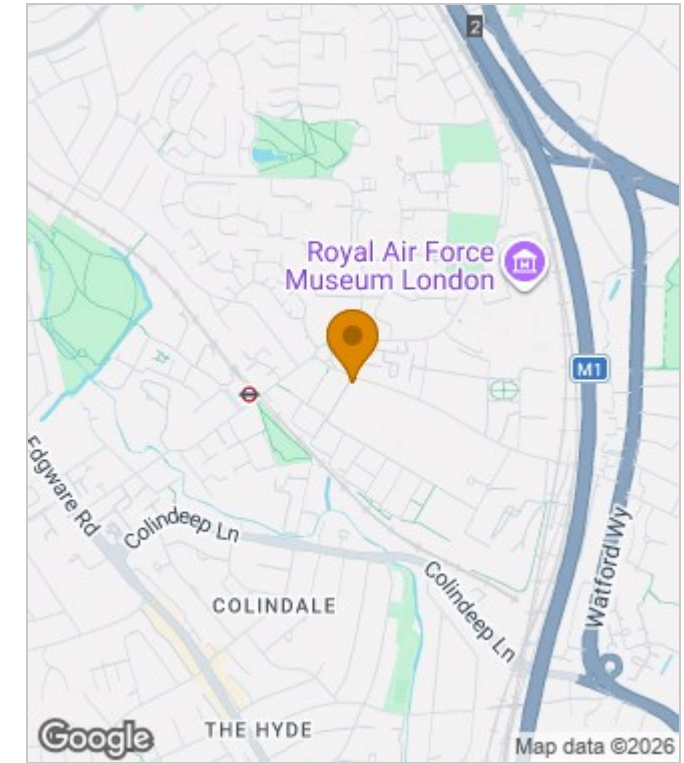 2
Royal Air Force
Museum London
M1
Edgware Rd
Colindeep Ln
Watford Wy
Colindeep Ln
COLINDALE
THE HYDE
Google
Map data ©2026